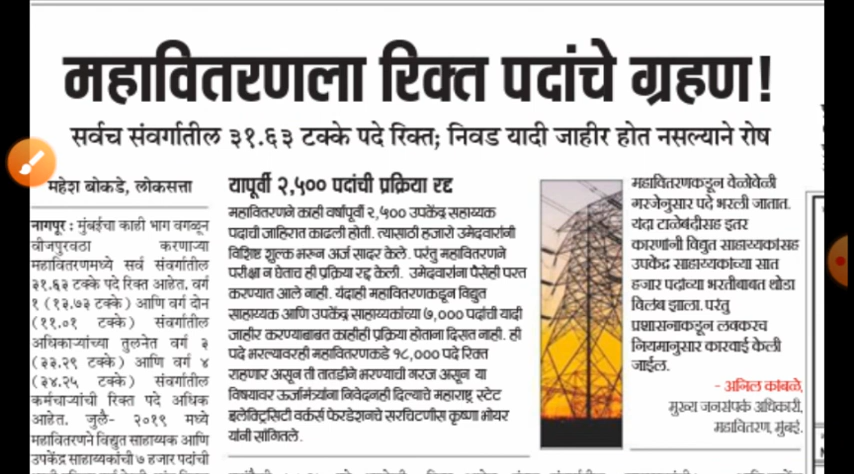 महावितरणला रिक्त पदांचे ग्रहण!
सर्वच संवर्गातील ३१.६३ टक्के पदे रिक्त; निवड यादी जाहीर होत नसल्याने रोष
महेश बोकडे, लोकसत्ता
नागपूर : मुंबईचा काही भाग वगळून
वीजपुरवठा करणाऱ्या
महावितरणमध्ये सर्व संवर्गातील
३१.६३ टक्के पदे रिक्त आहेत. वर्ग
१ (१३.७३ टक्के) आणि वर्ग दोन
(११.०१ टक्के) संवर्गातील
अधिकाऱ्यांच्या तुलनेत वर्ग ३
(३३.२९ टक्के) आणि वर्ग ४
(३४.२५ टक्के) संवर्गातील
कर्मचाऱ्यांची रिक्त पदे अधिक
आहेत. जुलै- २०१९ मध्ये
महावितरणने विद्युत साहाय्यक आणि
उपकेंद्र साहाय्यकांची ७ हजार पदांची
यापूर्वी २,५०० पदांची प्रक्रिया रद्द
महावितरणने काही वर्षांपूर्वी २,५०० उपकेंद्र सहाय्यक
पदाची जाहिरात काढली होती. त्यासाठी हजारो उमेदवारांनी
विशिष्ट शुल्क भरून अर्ज सादर केले. परंतु महावितरणने
परीक्षा न घेताच ही प्रक्रिया रद्द केली. उमेदवारांना पैसेही परत
करण्यात आले नाही. यंदाही महावितरणकडून विद्युत
साहाय्यक आणि उपकेंद्र साहाय्यकांच्या ७,००० पदांची यादी
जाहीर करण्याबाबत काहीही प्रक्रिया होताना दिसत नाही. ही
पदे भरल्यावरही महावितरणकडे १८,००० पदे रिक्त
राहणार असून ती तातडीने भरण्याची गरज असून या
विषयावर ऊर्जामंत्र्यांना निवेदनही दिल्याचे महाराष्ट्र स्टेट
इलेक्ट्रिसिटी वर्कर्स फेडरेशनचे सरचिटणीस कृष्णा भोयर
यांनी सांगितले.
महावितरणकडून वेळोवेळी
गरजेनुसार पदे भरली जातात.
यंदा टाळेबंदीसह इतर
कारणांनी विद्युत साहाय्यकांसह
उपकेंद्र साहाय्यकांच्या सात
हजार पदांच्या भरतीबाबत थोडा
विलंब झाला. परंतु
प्रशासनाकडून लवकरच
नियमानुसार कारवाई केली
जाईल.
- अनिल कांबळे,
मुख्य जनसंपर्क अधिकारी,
महावितरण, मुंबई.